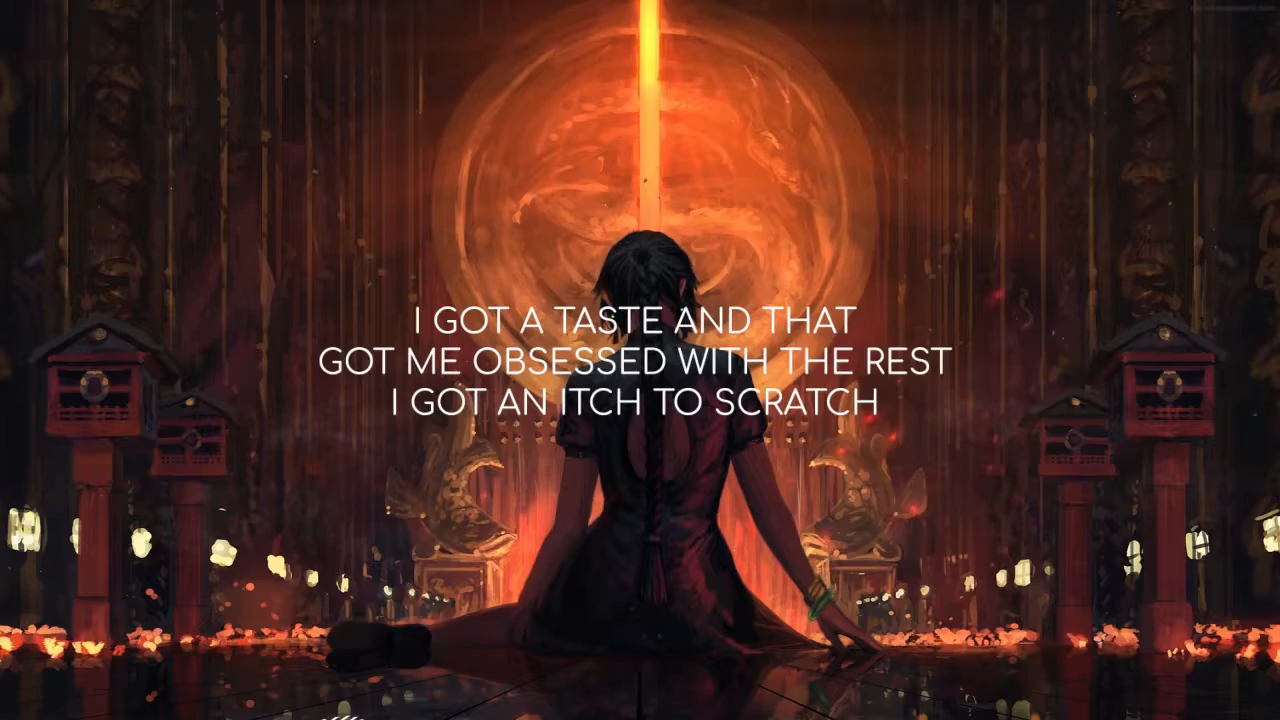 I GOT A TASTE AND THAT
GOT ME OBSESSED WITH THE REST
I GOT AN ITCH TO SCRATCH